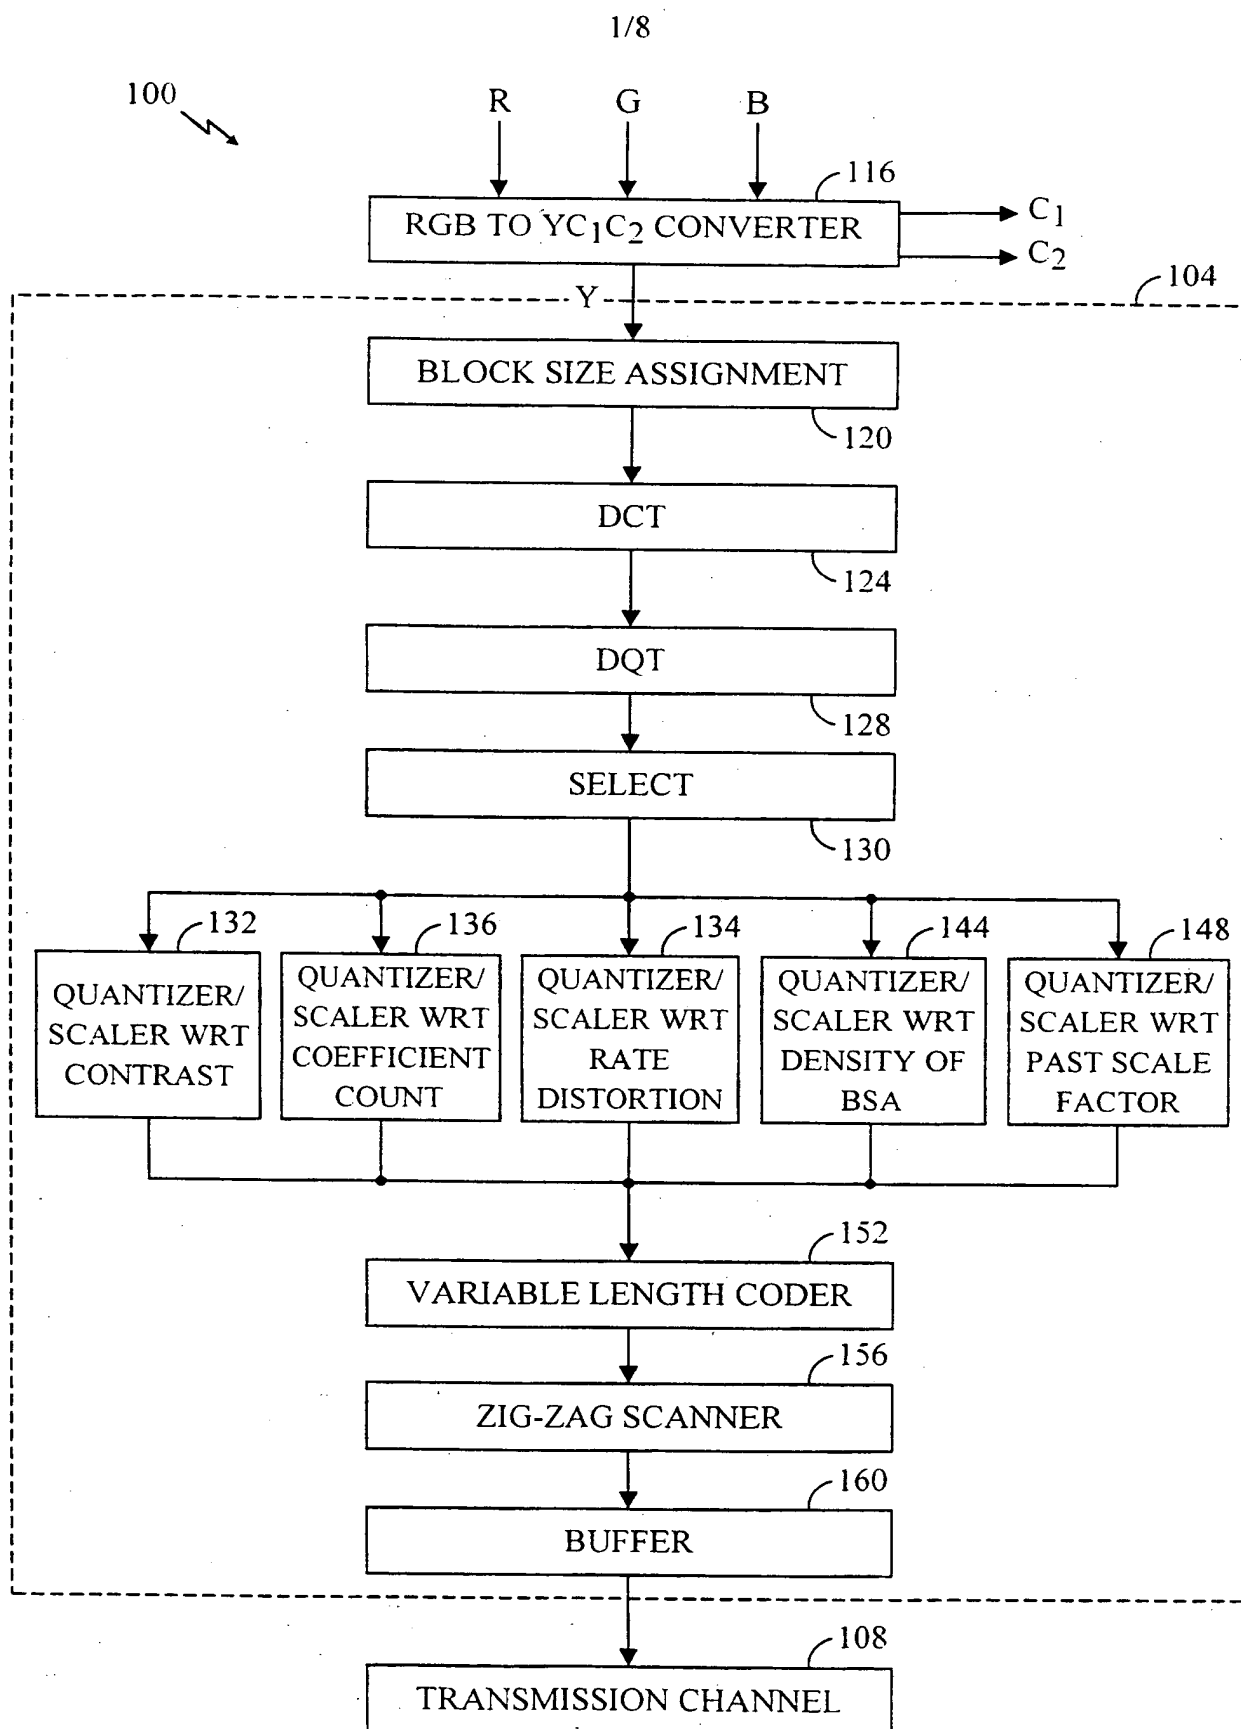 1/8
100
R G B
116
RGB TO YC₁C₂ CONVERTER
C₁
C₂
104
Y
BLOCK SIZE ASSIGNMENT
120
DCT
124
DQT
128
SELECT
130
132
QUANTIZER/
SCALER WRT
CONTRAST
136
QUANTIZER/
SCALER WRT
COEFFICIENT
COUNT
134
QUANTIZER/
SCALER WRT
RATE
DISTORTION
144
QUANTIZER/
SCALER WRT
DENSITY OF
BSA
148
QUANTIZER/
SCALER WRT
PAST SCALE
FACTOR
152
VARIABLE LENGTH CODER
156
ZIG-ZAG SCANNER
160
BUFFER
108
TRANSMISSION CHANNEL